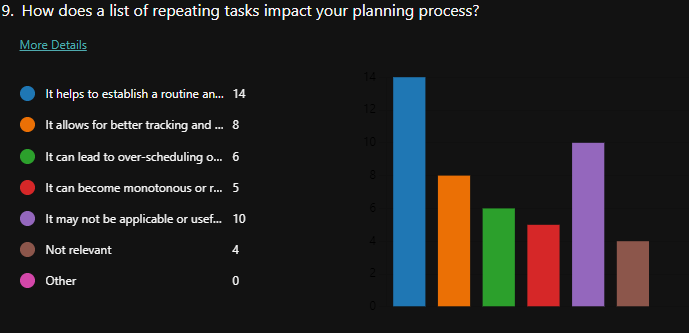 9. How does a list of repeating tasks impact your planning process?
More Details
It helps to establish a routine an... 14
It allows for better tracking and ... 8
It can lead to over-scheduling o... 6
It can become monotonous or r... 5
It may not be applicable or usef... 10
Not relevant 4
Other 0
14
12
10
8
6
4
2
0